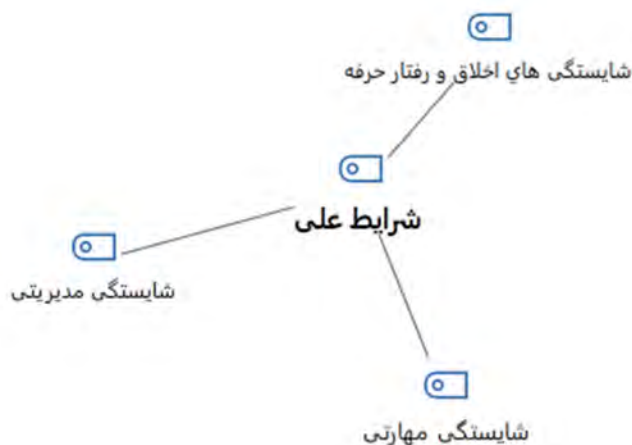 شایستگی هاي اخلاق و رفتار حرفه
شرایط علی
شایستگی مدیریتی
شایستگی مهارتی